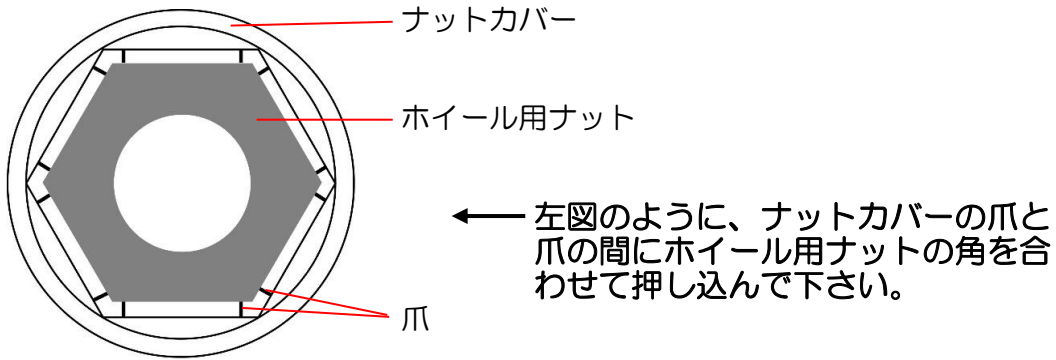 ナットカバー
ホイール用ナット
左図のように、ナットカバーの爪と
爪の間にホイール用ナットの角を合
わせて押し込んで下さい。
爪